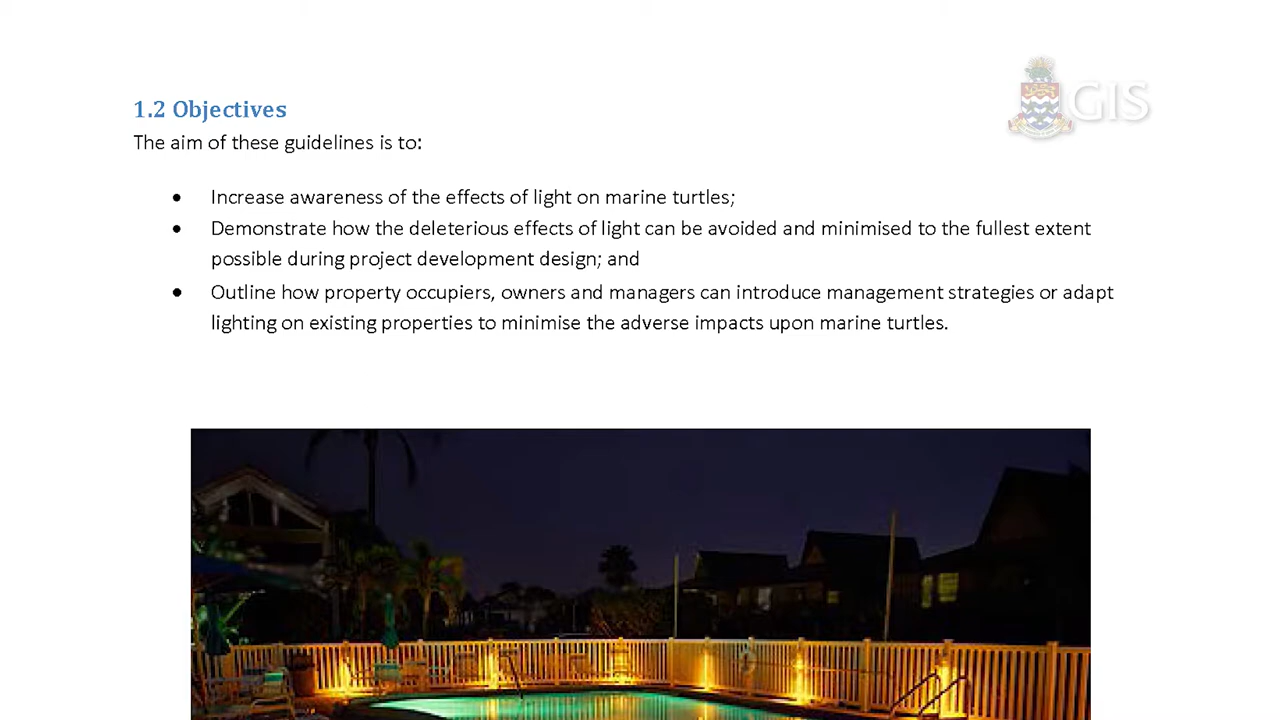 GIS
1.2 Objectives
The aim of these guidelines is to:
• Increase awareness of the effects of light on marine turtles;
• Demonstrate how the deleterious effects of light can be avoided and minimised to the fullest extent
possible during project development design; and
• Outline how property occupiers, owners and managers can introduce management strategies or adapt
lighting on existing properties to minimise the adverse impacts upon marine turtles.